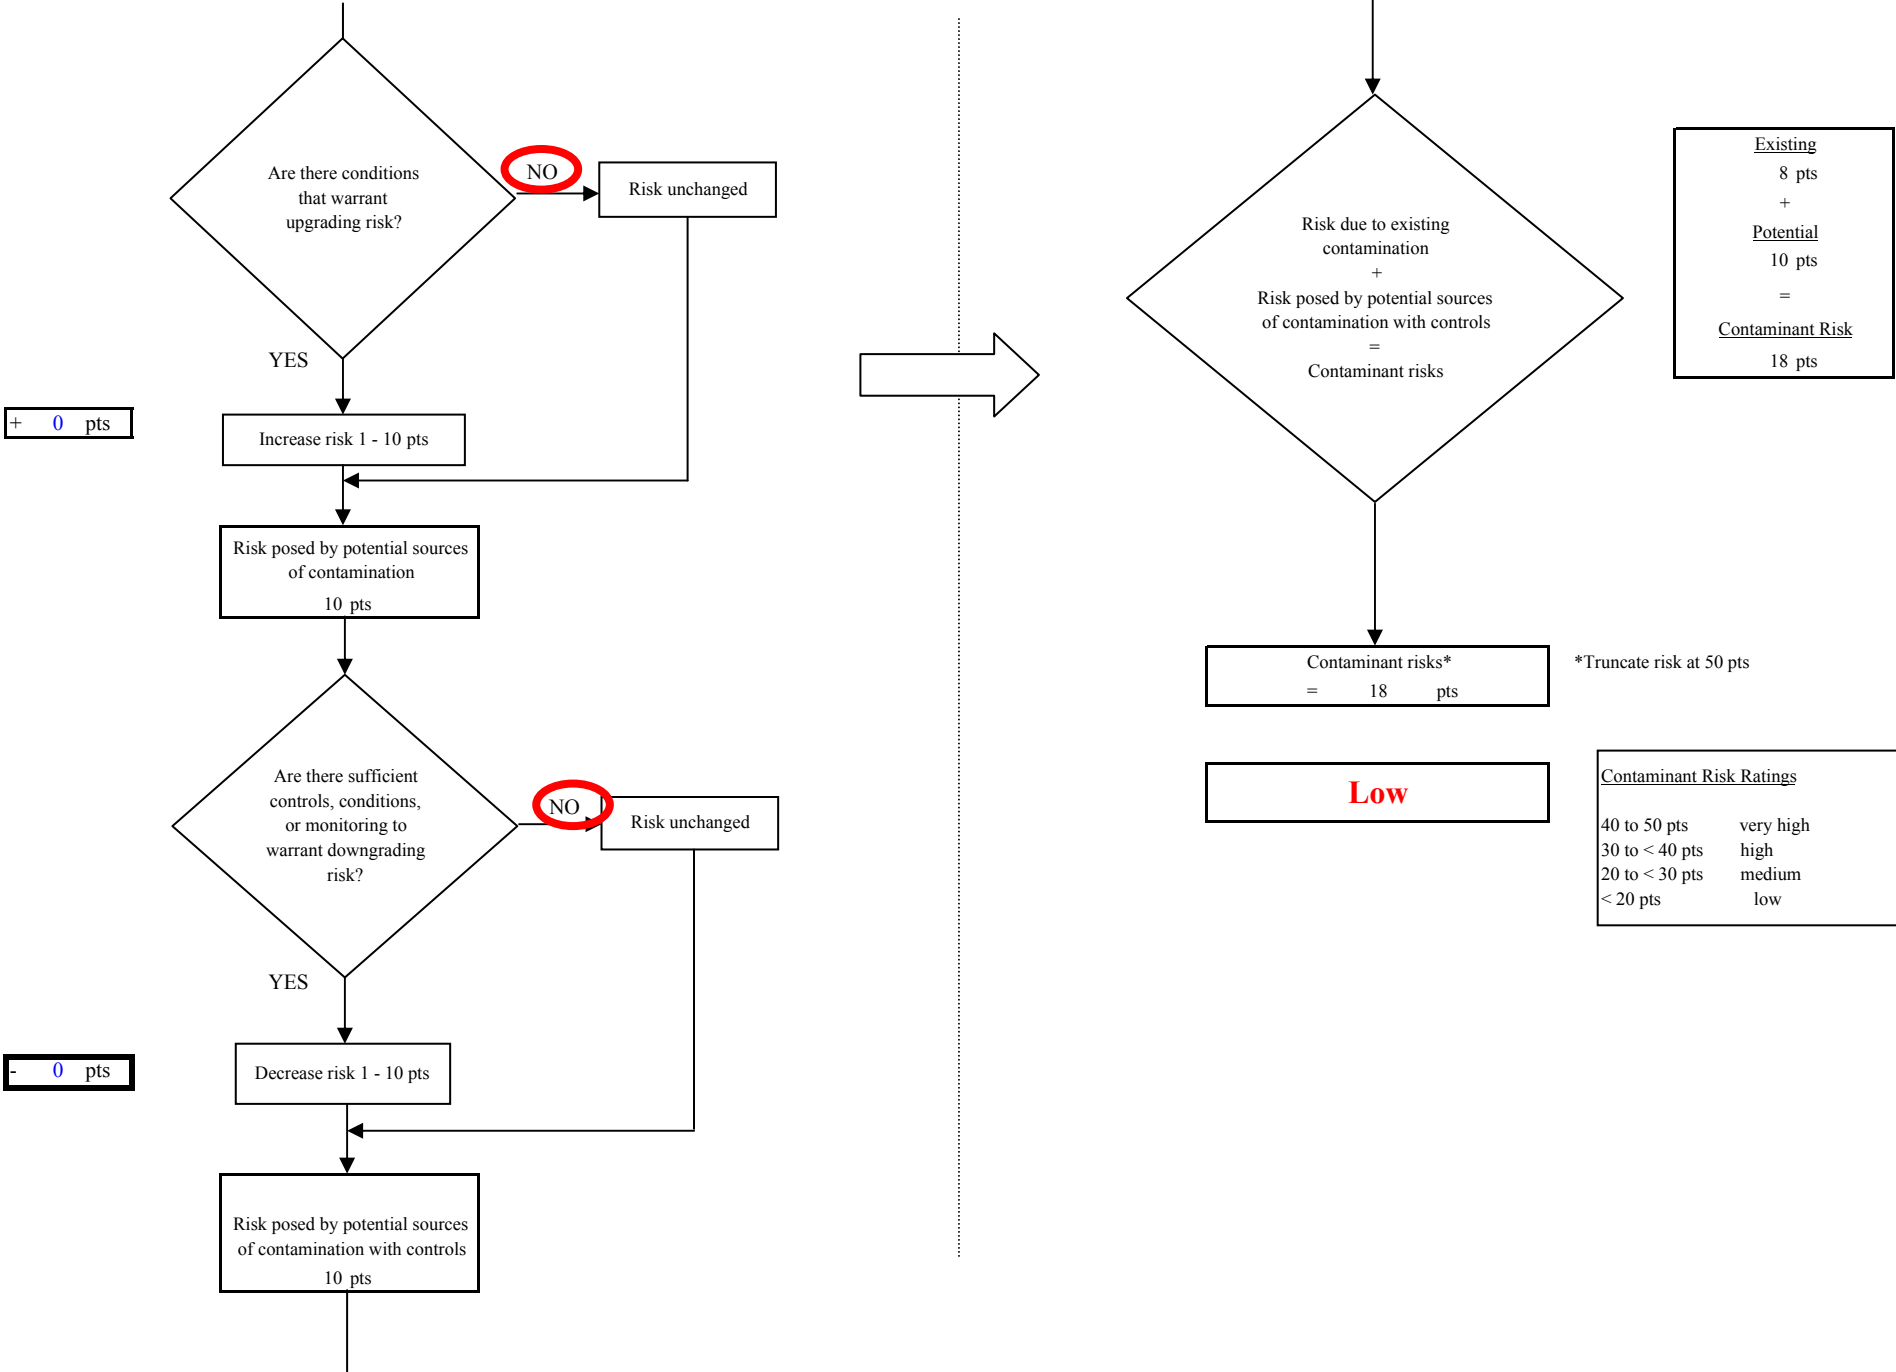 Are there conditions
that warrant
upgrading risk?
NO
Risk unchanged
YES
+ 0 pts
Increase risk 1 - 10 pts
Risk posed by potential sources
of contamination
10 pts
Are there sufficient
controls, conditions,
or monitoring to
warrant downgrading
risk?
NO
Risk unchanged
YES
- 0 pts
Decrease risk 1 - 10 pts
Risk posed by potential sources
of contamination with controls
10 pts
Risk due to existing
contamination
+
Risk posed by potential sources
of contamination with controls
=
Contaminant risks
Existing
8 pts
+
Potential
10 pts
=
Contaminant Risk
18 pts
Contaminant risks*
= 18 pts
*Truncate risk at 50 pts
Low
Contaminant Risk Ratings
40 to 50 pts very high
30 to < 40 pts high
20 to < 30 pts medium
< 20 pts low